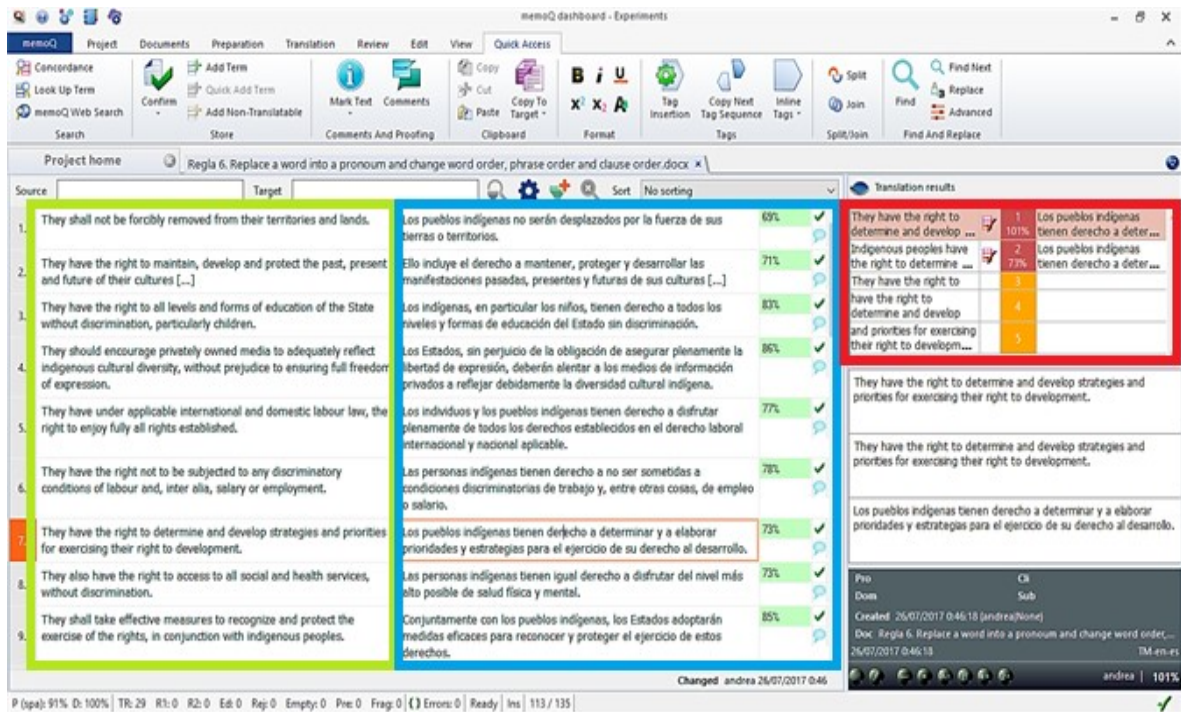 memoQ dashboard - Experiments
memoQ Project Documents Preparation Translation Review Edit View Quick Access
Concordance
Look Up Term
memoQ Web Search
Search
Confirm
Add Term
Quick Add Term
Add Non-Translatable
Store
Mark Text
Comments
Comments And Proofing
Copy
Cut
Paste
Copy To
Target
Clipboard
B i U
X² X₂
Format
Tag
Insertion
Copy Next
Tag Sequence
Inline
Tags
Tags
Split
Join
Split/Join
Find
Find Next
Replace
Advanced
Find And Replace
Project home
Regla 6. Replace a word into a pronoum and change word order, phrase order and clause order.docx x
Source
Target
Sort No sorting
1.
They shall not be forcibly removed from their territories and lands.
Los pueblos indígenas no serán desplazados por la fuerza de sus
tierras o territorios.
69%
2.
They have the right to maintain, develop and protect the past, present
and future of their cultures [...]
Ello incluye el derecho a mantener, proteger y desarrollar las
manifestaciones pasadas, presentes y futuras de sus culturas [...]
71%
3.
They have the right to all levels and forms of education of the State
without discrimination, particularly children.
Los indígenas, en particular los niños, tienen derecho a todos los
niveles y formas de educación del Estado sin discriminación.
83%
4.
They should encourage privately owned media to adequately reflect
indigenous cultural diversity, without prejudice to ensuring full freedom
of expression.
Los Estados, sin perjuicio de la obligación de asegurar plenamente la
libertad de expresión, deberán alentar a los medios de información
privados a reflejar debidamente la diversidad cultural indígena.
86%
5.
They have under applicable international and domestic labour law, the
right to enjoy fully all rights established.
Los individuos y los pueblos indígenas tienen derecho a disfrutar
plenamente de todos los derechos establecidos en el derecho laboral
internacional y nacional aplicable.
77%
6.
They have the right not to be subjected to any discriminatory
conditions of labour and, inter alia, salary or employment.
Las personas indígenas tienen derecho a no ser sometidas a
condiciones discriminatorias de trabajo y, entre otras cosas, de empleo
o salario.
78%
7.
They have the right to determine and develop strategies and priorities
for exercising their right to development.
Los pueblos indígenas tienen derecho a determinar y a elaborar
prioridades y estrategias para el ejercicio de su derecho al desarrollo.
73%
8.
They also have the right to access to all social and health services,
without discrimination.
Las personas indígenas tienen igual derecho a disfrutar del nivel más
alto posible de salud física y mental.
73%
9.
They shall take effective measures to recognize and protect the
exercise of the rights, in conjunction with indigenous peoples.
Conjuntamente con los pueblos indígenas, los Estados adoptarán
medidas eficaces para reconocer y proteger el ejercicio de estos
derechos.
85%
Changed andrea 26/07/2017 0:46
Translation results
They have the right to
determine and develop ...
1
101%
Los pueblos indígenas
tienen derecho a deter...
Indigenous peoples have
the right to determine ...
2
73%
Los pueblos indígenas
tienen derecho a deter...
They have the right to
3
have the right to
determine and develop
4
and priorities for exercising
their right to developm...
5
They have the right to determine and develop strategies and
priorities for exercising their right to development.
They have the right to determine and develop strategies and
priorities for exercising their right to development.
Los pueblos indígenas tienen derecho a determinar y a elaborar
prioridades y estrategias para el ejercicio de su derecho al desarrollo.
Pro Cli
Dom Sub
Created 26/07/2017 0:46:18 (andrea|None)
Doc Regla 6. Replace a word into a pronoum and change word order,...
26/07/2017 0:46:18 TM-en-es
andrea 101%
P (spa): 91% D: 100% TR: 29 R1: 0 R2: 0 Ed: 0 Rej: 0 Empty: 0 Pre: 0 Frag: 0 Errors: 0 Ready Ins 113 / 135